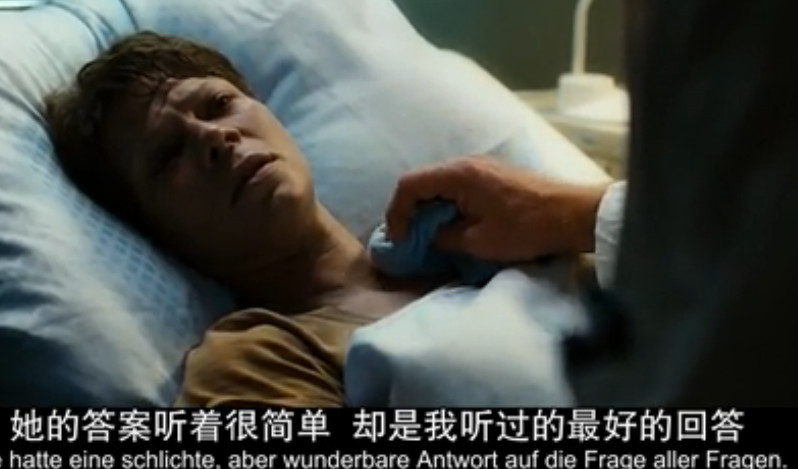 她的答案听着很简单 却是我听过的最好的回答
hatte eine schlichte, aber wunderbare Antwort auf die Frage aller Fragen.